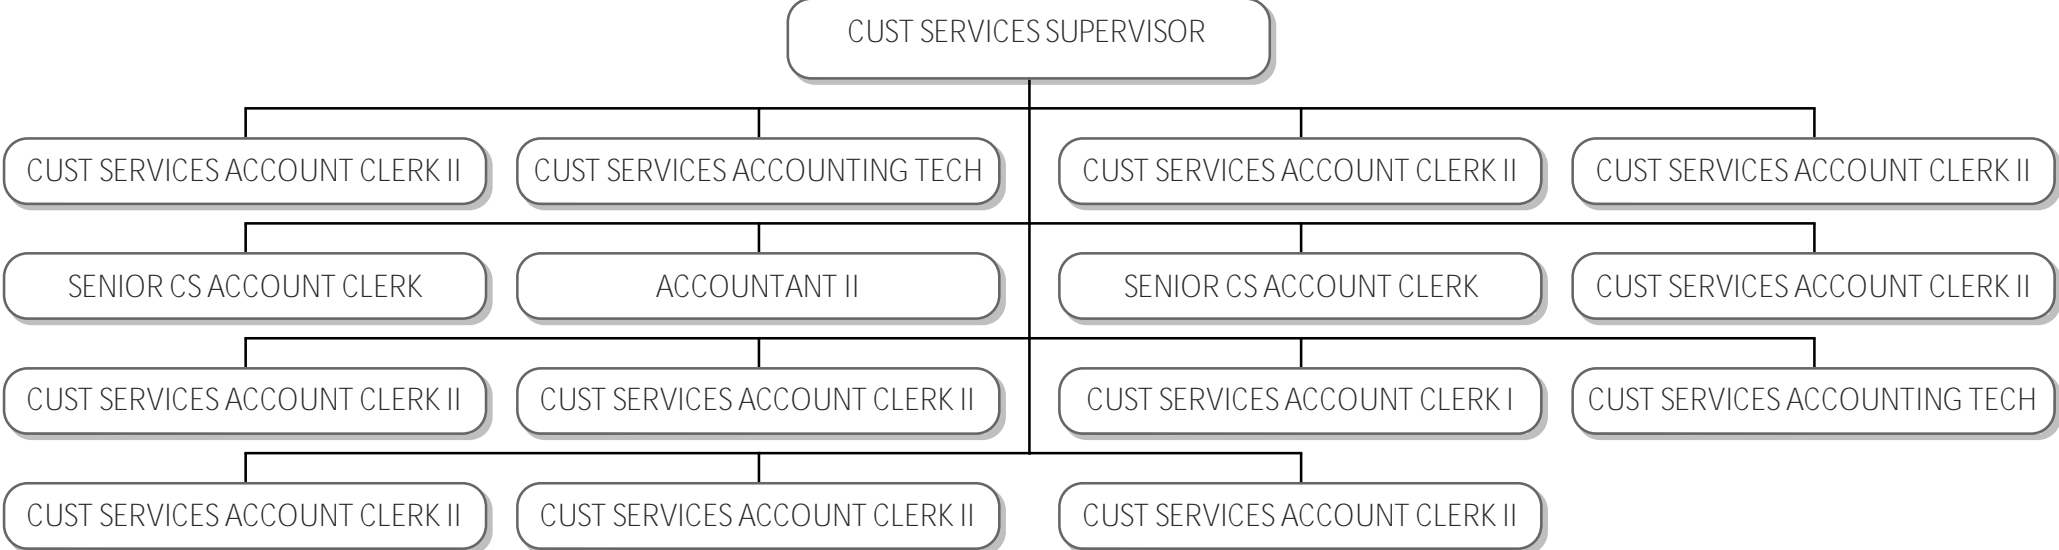 CUST SERVICES SUPERVISOR
CUST SERVICES ACCOUNT CLERK II
CUST SERVICES ACCOUNTING TECH
CUST SERVICES ACCOUNT CLERK II
CUST SERVICES ACCOUNT CLERK II
SENIOR CS ACCOUNT CLERK
ACCOUNTANT II
SENIOR CS ACCOUNT CLERK
CUST SERVICES ACCOUNT CLERK II
CUST SERVICES ACCOUNT CLERK II
CUST SERVICES ACCOUNT CLERK II
CUST SERVICES ACCOUNT CLERK I
CUST SERVICES ACCOUNTING TECH
CUST SERVICES ACCOUNT CLERK II
CUST SERVICES ACCOUNT CLERK II
CUST SERVICES ACCOUNT CLERK II